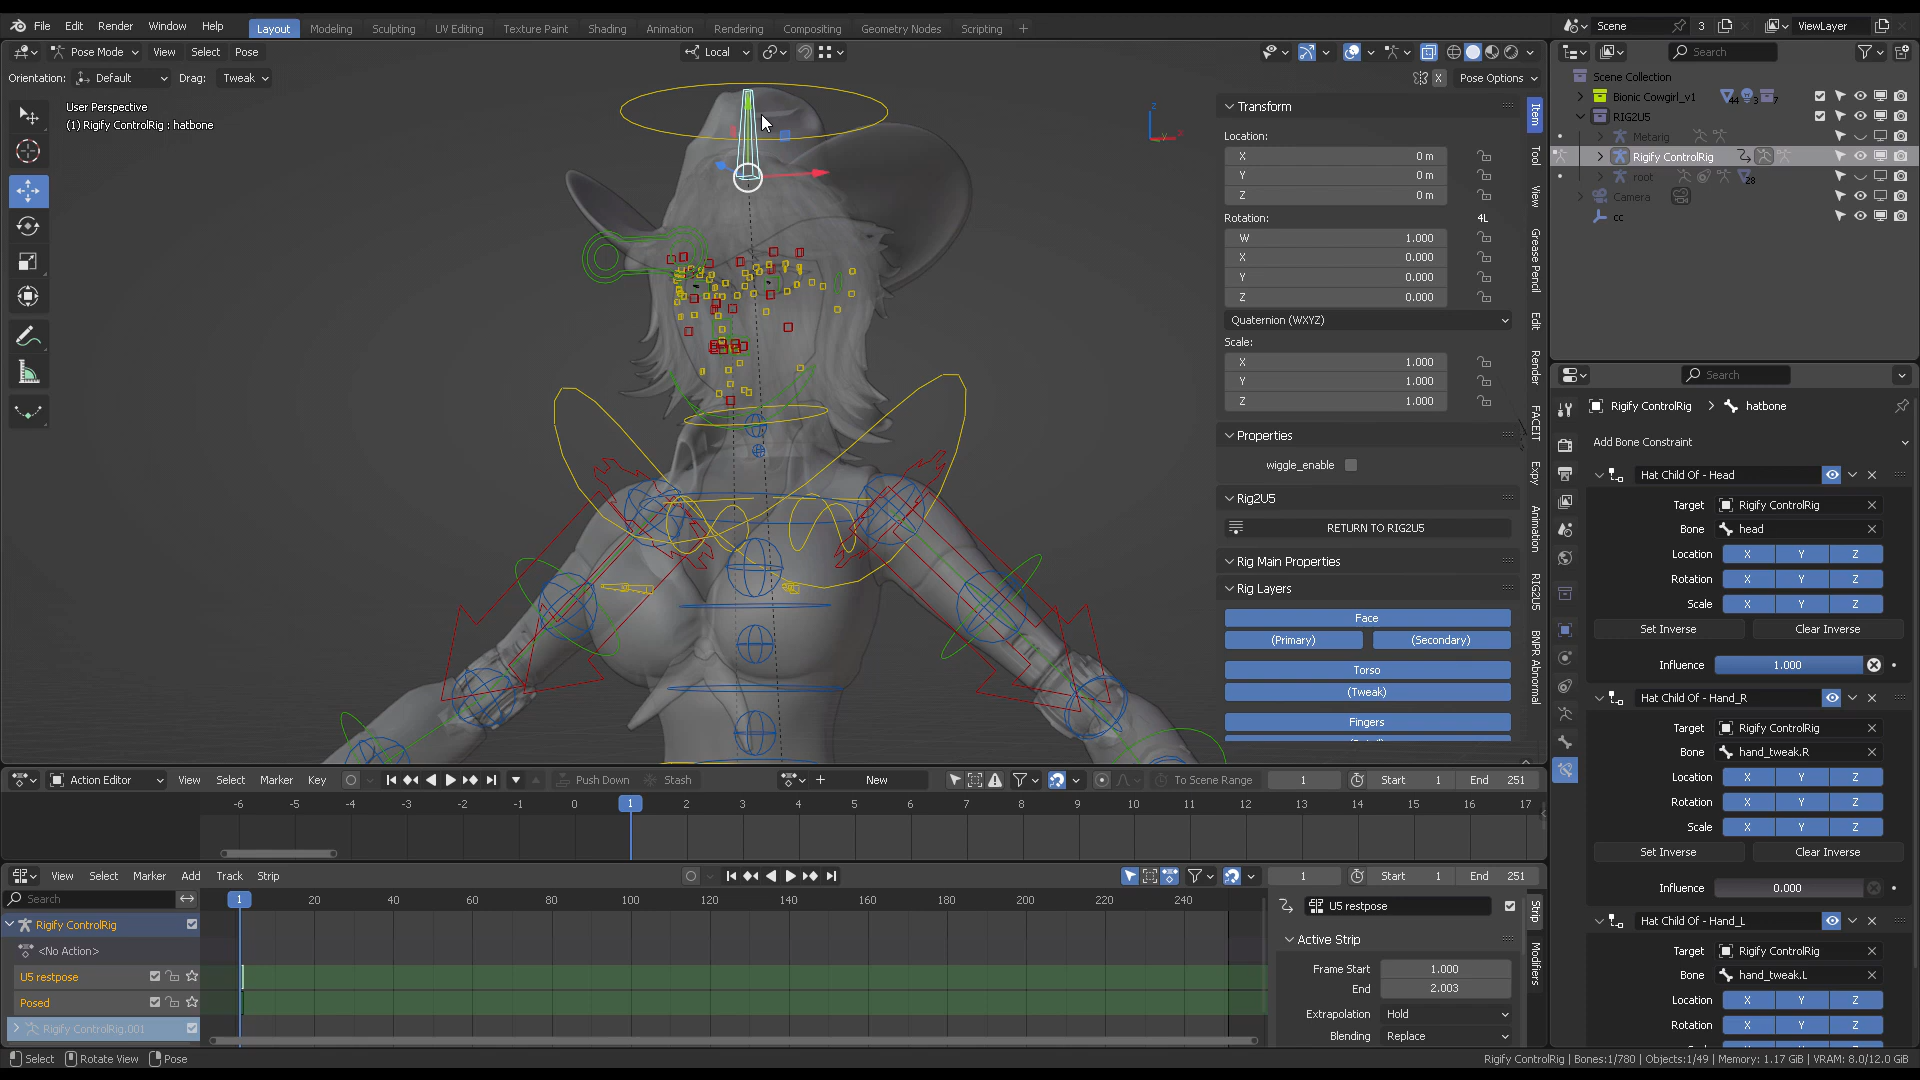 File Edit Render Window Help Layout Modeling Sculpting UV Editing Texture Paint Shading Animation Rendering Compositing Geometry Nodes Scripting + Scene 3 ViewLayer
Pose Mode View Select Pose Local Search
Orientation: Default Drag: Tweak X Pose Options
User Perspective
(1) Rigify ControlRig : hatbone
Z
X
Y
Scene Collection
Bionic Cowgirl_v1 44 3 7
RIG2U5
Metarig
Rigify ControlRig
root 28
Camera
cc
Transform
Location:
X 0 m
Y 0 m
Z 0 m
Rotation: 4L
W 1.000
X 0.000
Y 0.000
Z 0.000
Quaternion (WXYZ)
Scale:
X 1.000
Y 1.000
Z 1.000
Properties
wiggle_enable
Rig2U5
RETURN TO RIG2U5
Rig Main Properties
Rig Layers
Face
(Primary) (Secondary)
Torso
(Tweak)
Fingers
Item
Tool
View
Grease Pencil
Edit
Render
FACEIT
Expy
Animation
RIG2U5
BNPR Abnormal
Search
Rigify ControlRig > hatbone
Add Bone Constraint
Hat Child Of - Head
Target Rigify ControlRig
Bone head
Location X Y Z
Rotation X Y Z
Scale X Y Z
Set Inverse Clear Inverse
Influence 1.000
Hat Child Of - Hand_R
Target Rigify ControlRig
Bone hand_tweak.R
Location X Y Z
Rotation X Y Z
Scale X Y Z
Set Inverse Clear Inverse
Influence 0.000
Hat Child Of - Hand_L
Target Rigify ControlRig
Bone hand_tweak.L
Location X Y Z
Rotation X Y Z
Action Editor View Select Marker Key Push Down Stash + New To Scene Range 1 Start 1 End 251
-6 -5 -4 -3 -2 -1 0 1 2 3 4 5 6 7 8 9 10 11 12 13 14 15 16 17
View Select Marker Add Track Strip 1 Start 1 End 251
Search 1 20 40 60 80 100 120 140 160 180 200 220 240
Rigify ControlRig
<No Action>
U5 restpose
Posed
Rigify ControlRig.001
U5 restpose
Active Strip
Frame Start 1.000
End 2.003
Extrapolation Hold
Blending Replace
Strip
Modifiers
Select Rotate View Pose Rigify ControlRig | Bones:1/780 | Objects:1/49 | Memory: 1.17 GiB | VRAM: 8.0/12.0 GiB